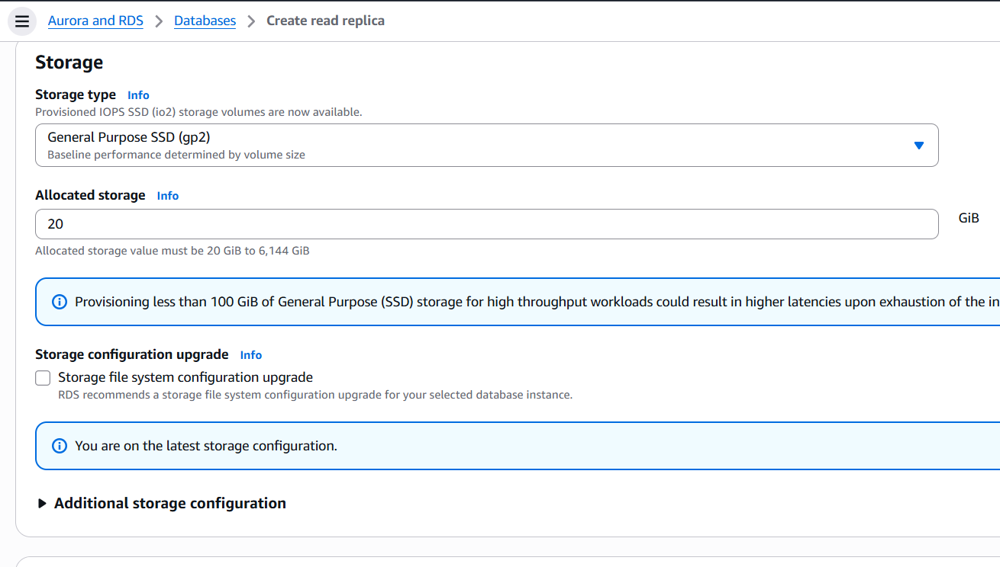 Aurora and RDS > Databases > Create read replica
Storage
Storage type Info
Provisioned IOPS SSD (io2) storage volumes are now available.
General Purpose SSD (gp2)
Baseline performance determined by volume size
Allocated storage Info
20 GiB
Allocated storage value must be 20 GiB to 6,144 GiB
Provisioning less than 100 GiB of General Purpose (SSD) storage for high throughput workloads could result in higher latencies upon exhaustion of the in
Storage configuration upgrade Info
Storage file system configuration upgrade
RDS recommends a storage file system configuration upgrade for your selected database instance.
You are on the latest storage configuration.
Additional storage configuration